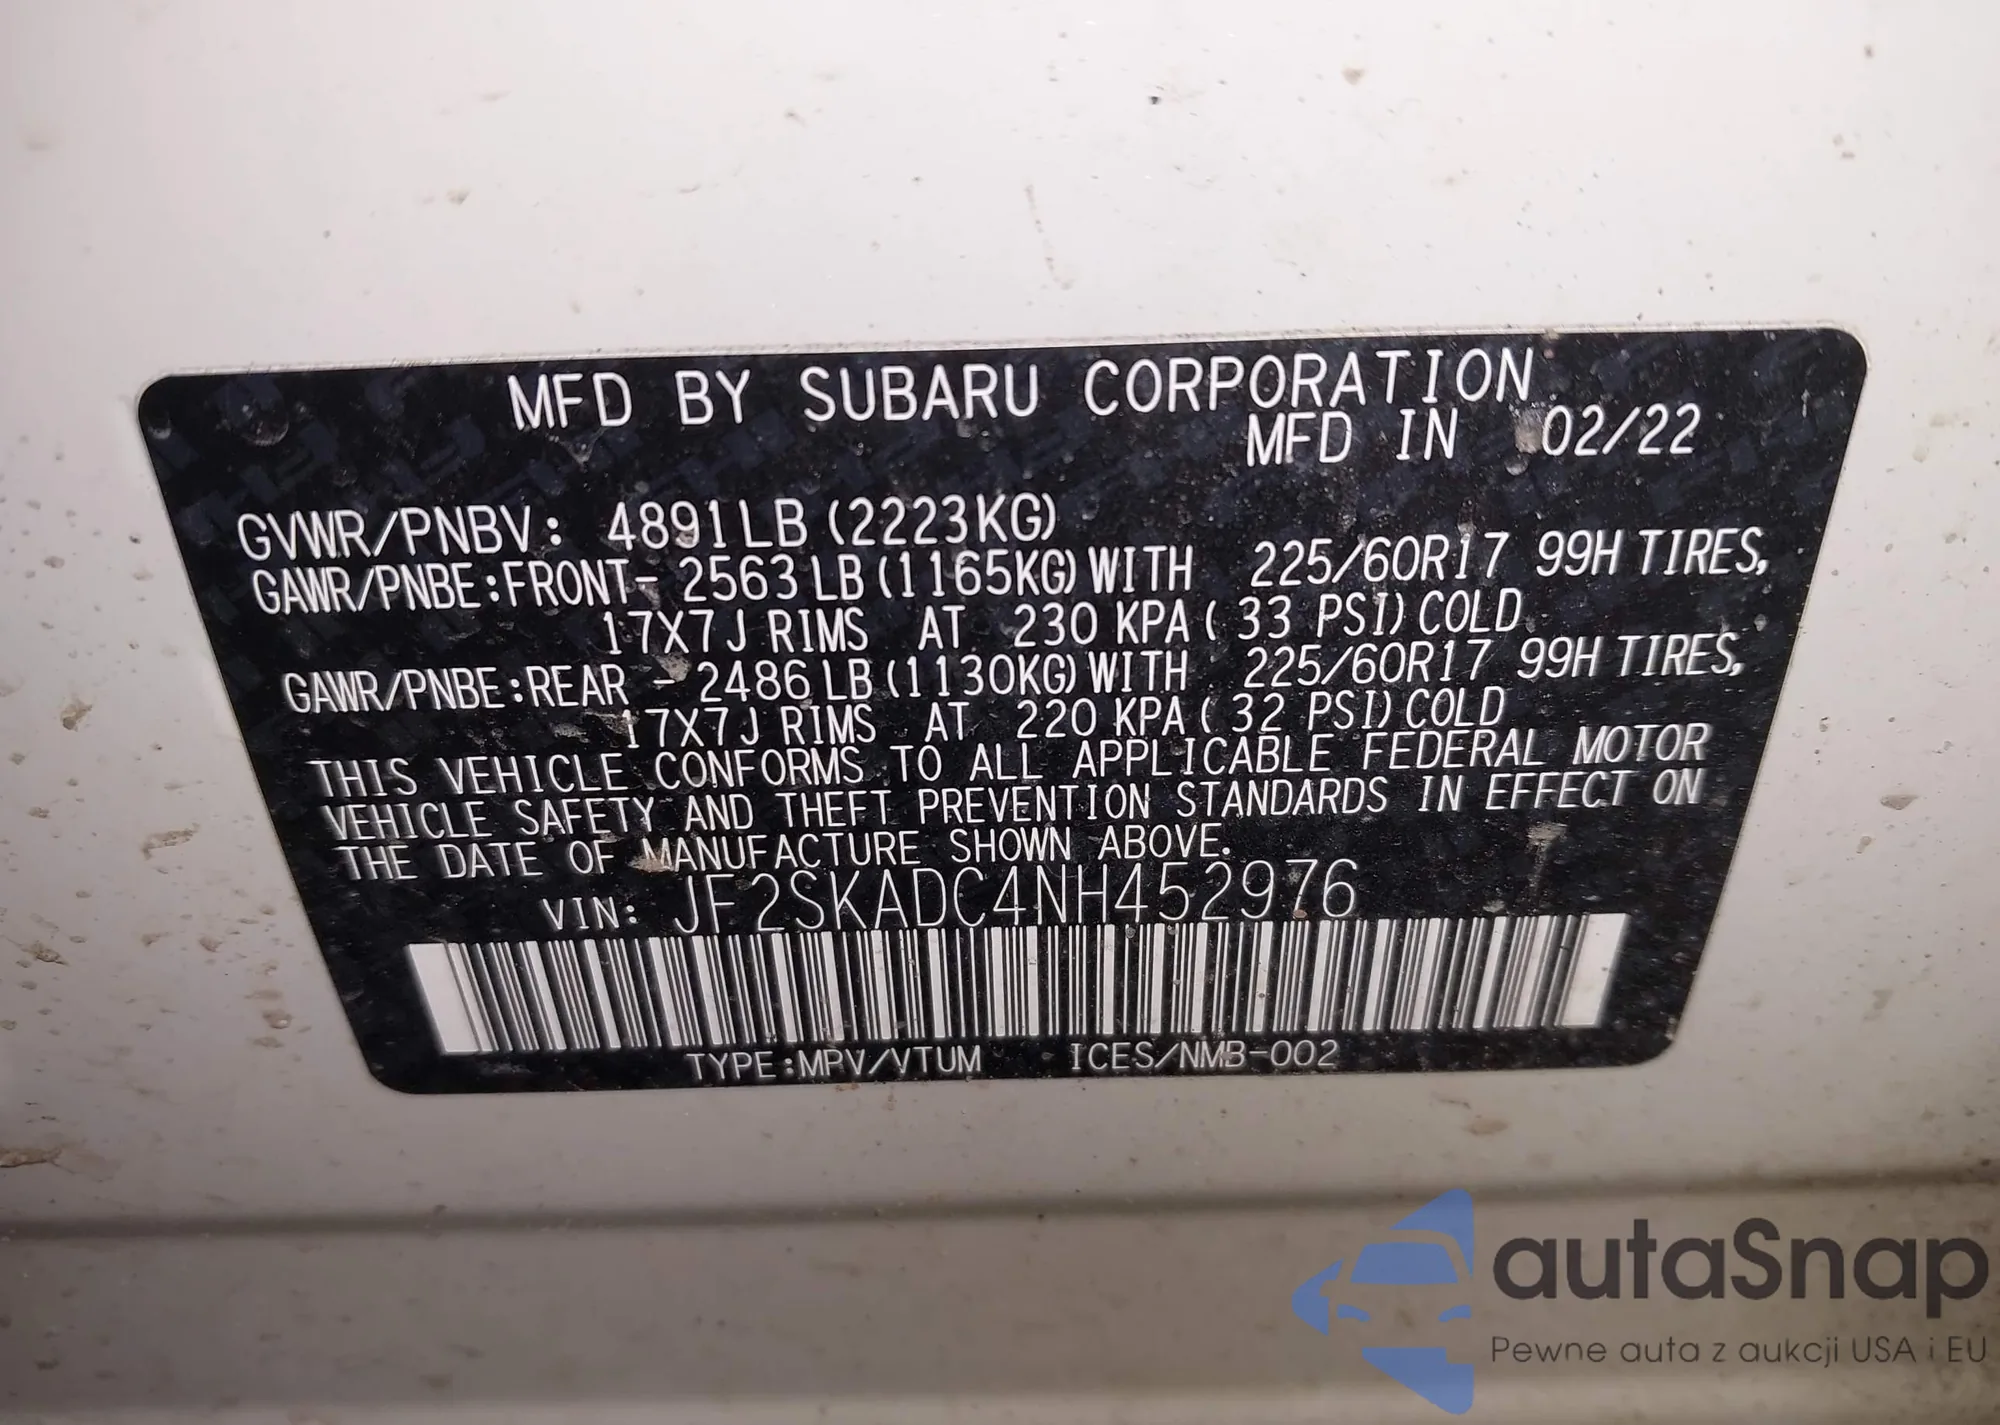 MFD BY SUBARU CORPORATION
MFD IN 02/22
GVWR/PNBV: 4891LB (2223KG)
GAWR/PNBE:FRONT- 2563LB(1165KG)WITH 225/60R17 99H TIRES,
17X7J RIMS AT 230 KPA( 33 PSI)COLD
GAWR/PNBE:REAR - 2486LB(1130KG)WITH 225/60R17 99H TIRES,
17X7J RIMS AT 220 KPA( 32 PSI)COLD
THIS VEHICLE CONFORMS TO ALL APPLICABLE FEDERAL MOTOR
VEHICLE SAFETY AND THEFT PREVENTION STANDARDS IN EFFECT ON
THE DATE OF MANUFACTURE SHOWN ABOVE.
VIN: JF2SKADC4NH452976
TYPE:MPV/VTUM ICES/NMB-002
autaSnap
Pewne auta z aukcji USA i EU